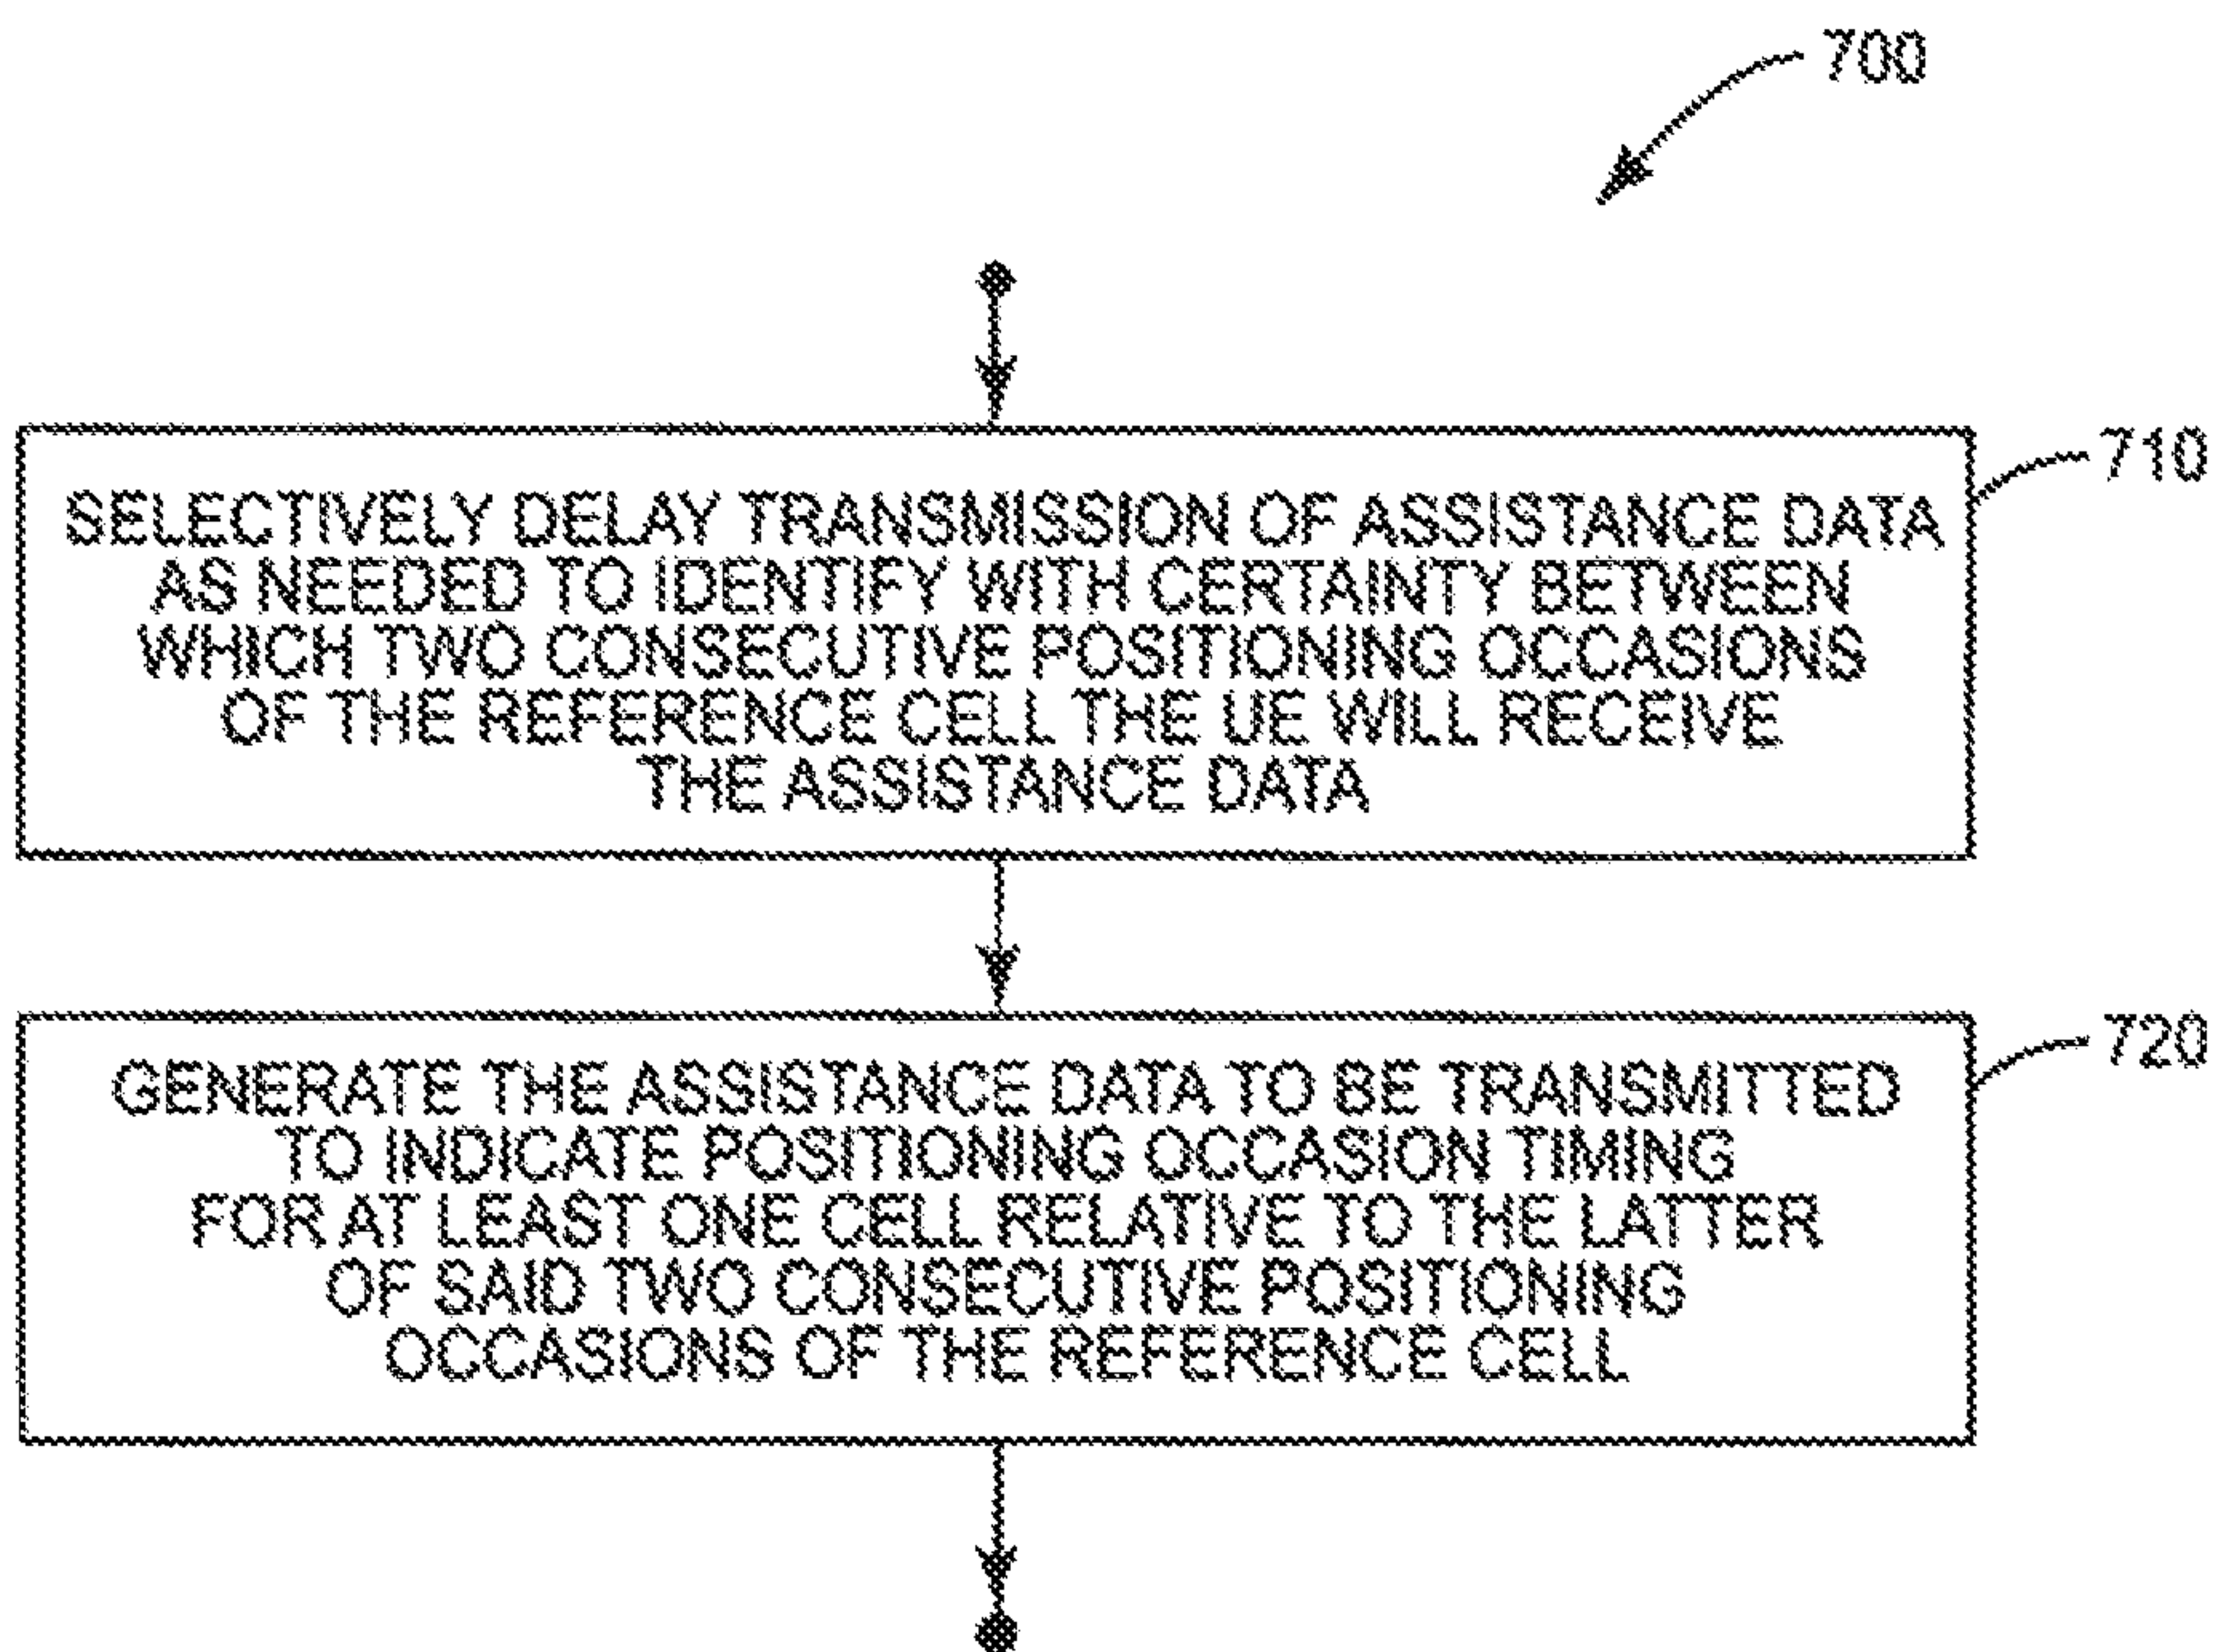 700
710
SELECTIVELY DELAY TRANSMISSION OF ASSISTANCE DATA
AS NEEDED TO IDENTIFY WITH CERTAINTY BETWEEN
WHICH TWO CONSECUTIVE POSITIONING OCCASIONS
OF THE REFERENCE CELL THE UE WILL RECEIVE
THE ASSISTANCE DATA
720
GENERATE THE ASSISTANCE DATA TO BE TRANSMITTED
TO INDICATE POSITIONING OCCASION TIMING
FOR AT LEAST ONE CELL RELATIVE TO THE LATTER
OF SAID TWO CONSECUTIVE POSITIONING
OCCASIONS OF THE REFERENCE CELL